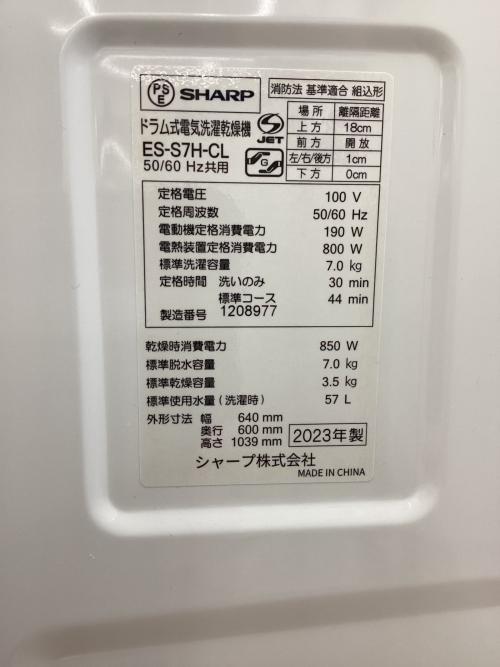 PS
E
SHARP
消防法 基準適合 組込形
場 所 離隔距離
上 方 18cm
前 方 開 放
左/右/後方 1cm
下 方 0cm
ドラム式電気洗濯乾燥機
ES-S7H-CL
50/60 Hz共用
S
JET
G
定格電圧 100 V
定格周波数 50/60 Hz
電動機定格消費電力 190 W
電熱装置定格消費電力 800 W
標準洗濯容量 7.0 kg
定格時間 洗いのみ 30 min
標準コース 44 min
製造番号 1208977
乾燥時消費電力 850 W
標準脱水容量 7.0 kg
標準乾燥容量 3.5 kg
標準使用水量(洗濯時) 57 L
外形寸法 幅 640 mm
奥行 600 mm
高さ 1039 mm
2023年製
シャープ株式会社
MADE IN CHINA